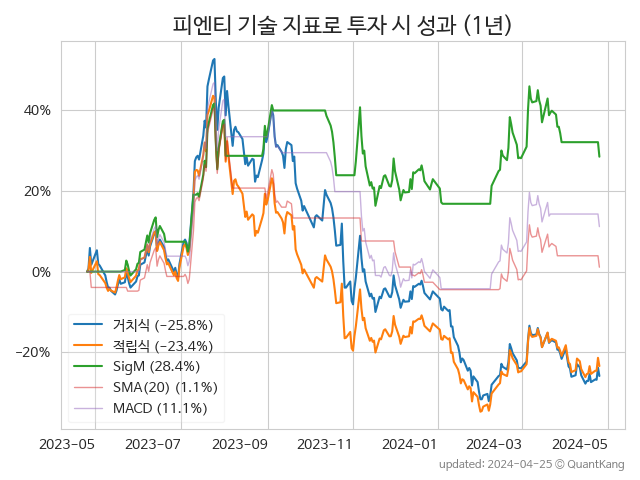 피엔티 기술 지표로 투자 시 성과 (1년)
40%
20%
0%
−20%
거치식 (−25.8%)
적립식 (−23.4%)
SigM (28.4%)
SMA(20) (1.1%)
MACD (11.1%)
2023-05 2023-07 2023-09 2023-11 2024-01 2024-03 2024-05
updated: 2024-04-25 © QuantKang